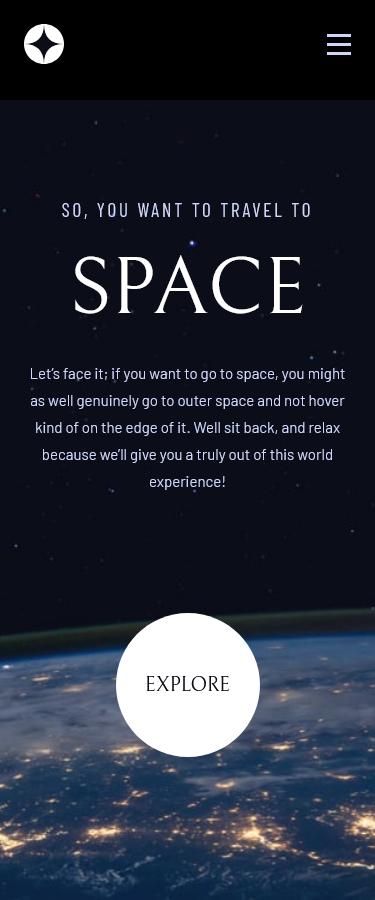 SO, YOU WANT TO TRAVEL TO
SPACE
Let’s face it; if you want to go to space, you might
as well genuinely go to outer space and not hover
kind of on the edge of it. Well sit back, and relax
because we’ll give you a truly out of this world
experience!
EXPLORE